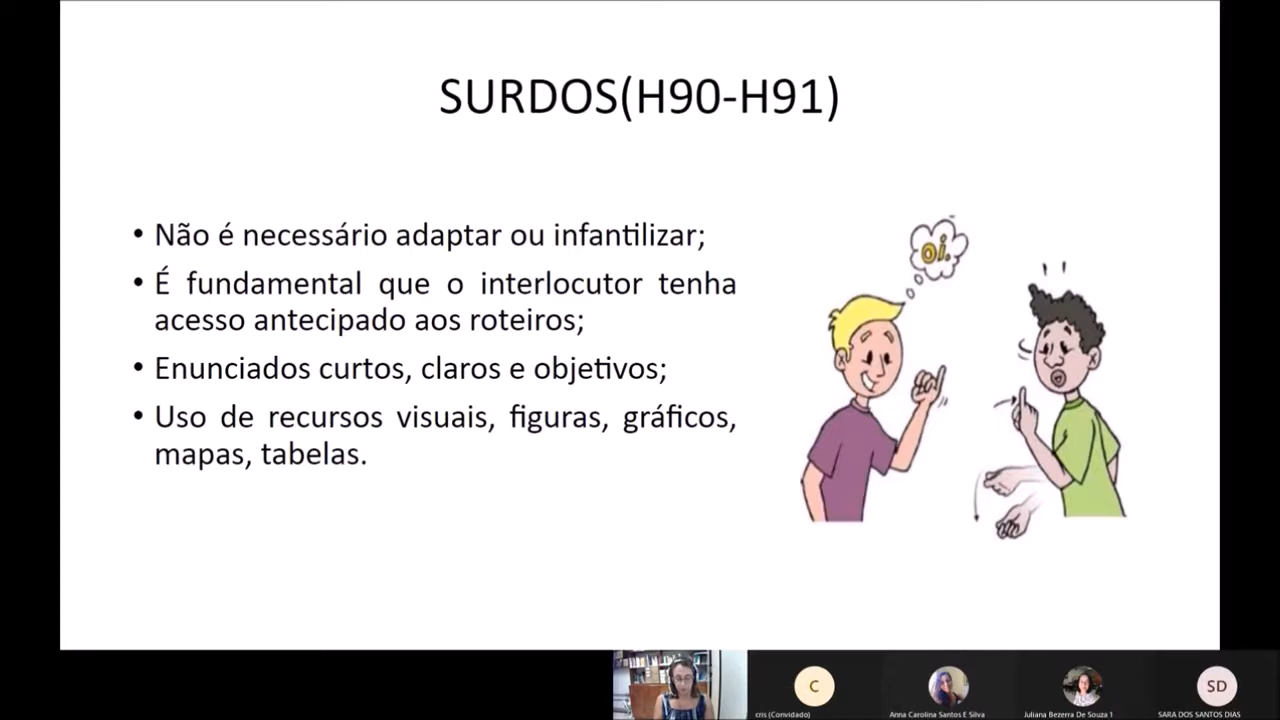 SURDOS(H90-H91)
• Não é necessário adaptar ou infantilizar;
• É fundamental que o interlocutor tenha
acesso antecipado aos roteiros;
• Enunciados curtos, claros e objetivos;
• Uso de recursos visuais, figuras, gráficos,
mapas, tabelas.
oi.
C
SD
cris (Convidado)
Anna Carolina Santos E Silva
Juliana Bezerra De Souza 1
SARA DOS SANTOS DIAS